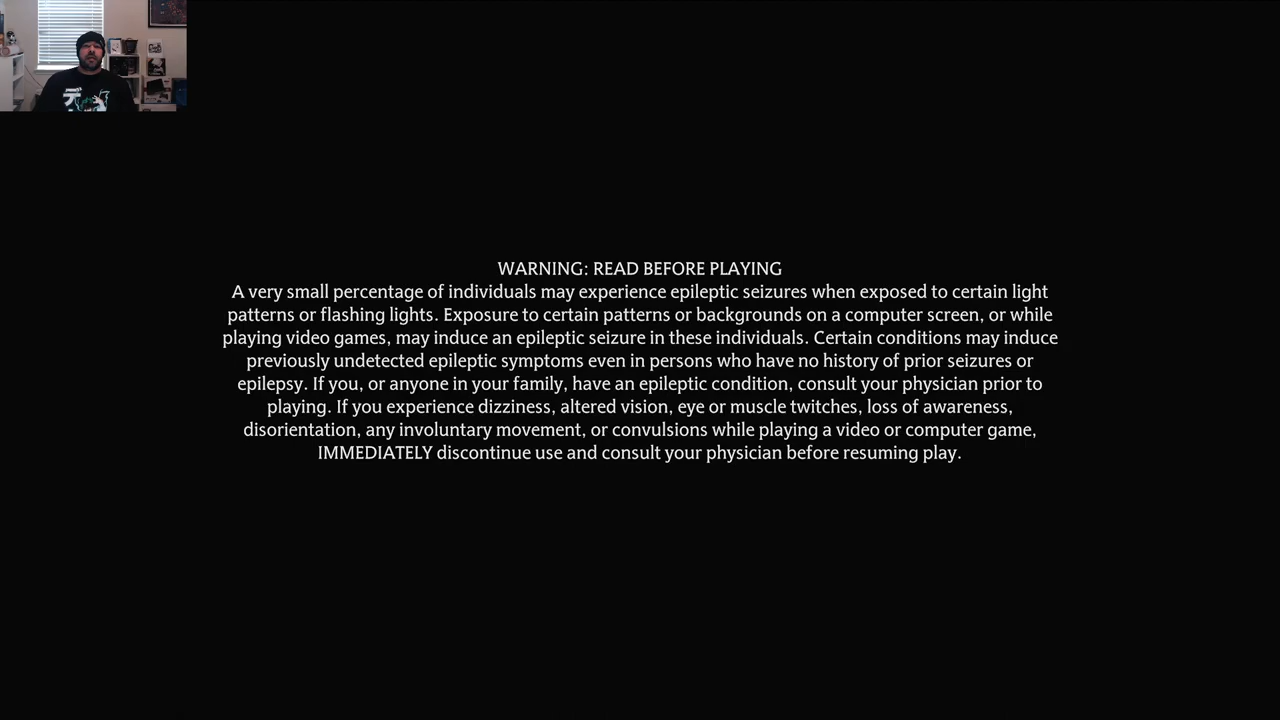 WARNING: READ BEFORE PLAYING
A very small percentage of individuals may experience epileptic seizures when exposed to certain light
patterns or flashing lights. Exposure to certain patterns or backgrounds on a computer screen, or while
playing video games, may induce an epileptic seizure in these individuals. Certain conditions may induce
previously undetected epileptic symptoms even in persons who have no history of prior seizures or
epilepsy. If you, or anyone in your family, have an epileptic condition, consult your physician prior to
playing. If you experience dizziness, altered vision, eye or muscle twitches, loss of awareness,
disorientation, any involuntary movement, or convulsions while playing a video or computer game,
IMMEDIATELY discontinue use and consult your physician before resuming play.